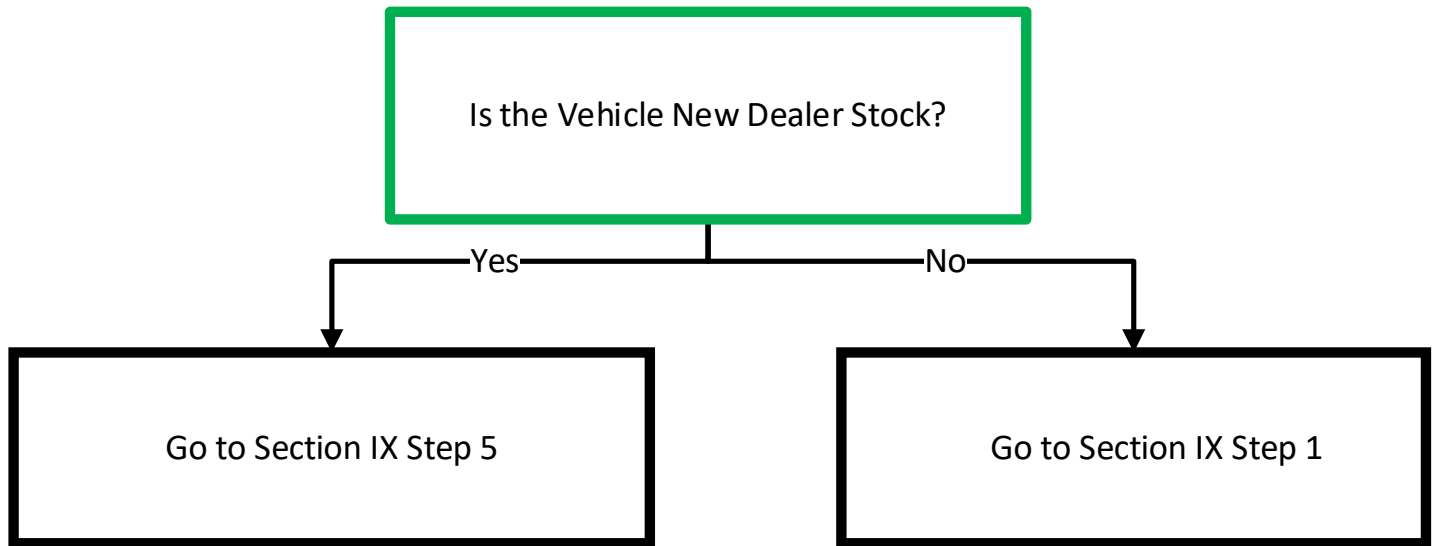 Is the Vehicle New Dealer Stock?
Yes
No
Go to Section IX Step 5
Go to Section IX Step 1